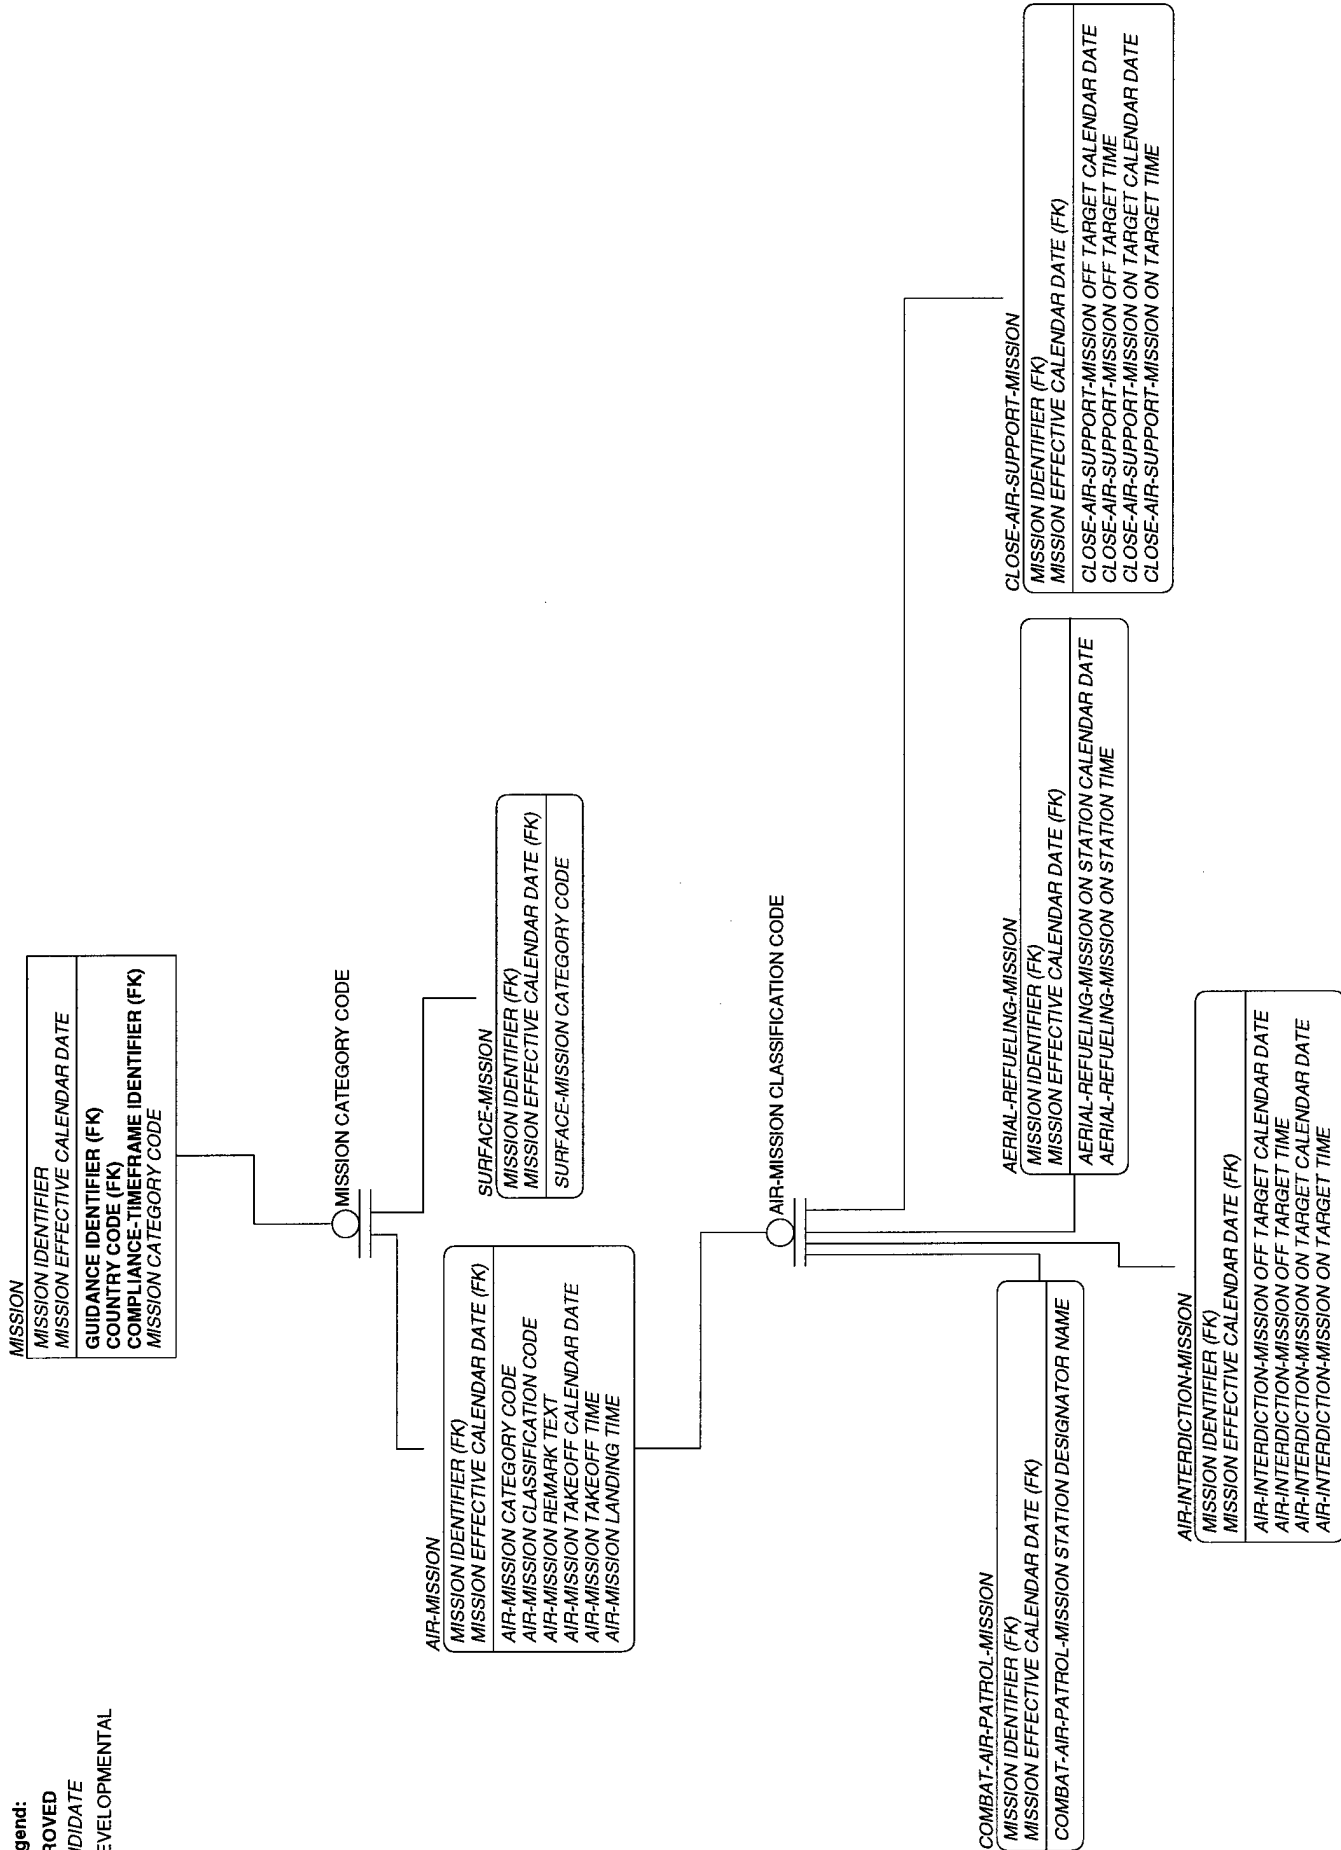 gend:
ROVED
DIDATE
EVELOPMENTAL
MISSION
MISSION IDENTIFIER
MISSION EFFECTIVE CALENDAR DATE
GUIDANCE IDENTIFIER (FK)
COUNTRY CODE (FK)
COMPLIANCE-TIMEFRAME IDENTIFIER (FK)
MISSION CATEGORY CODE
MISSION CATEGORY CODE
AIR-MISSION
MISSION IDENTIFIER (FK)
MISSION EFFECTIVE CALENDAR DATE (FK)
AIR-MISSION CATEGORY CODE
AIR-MISSION CLASSIFICATION CODE
AIR-MISSION REMARK TEXT
AIR-MISSION TAKEOFF CALENDAR DATE
AIR-MISSION TAKEOFF TIME
AIR-MISSION LANDING TIME
SURFACE-MISSION
MISSION IDENTIFIER (FK)
MISSION EFFECTIVE CALENDAR DATE (FK)
SURFACE-MISSION CATEGORY CODE
AIR-MISSION CLASSIFICATION CODE
COMBAT-AIR-PATROL-MISSION
MISSION IDENTIFIER (FK)
MISSION EFFECTIVE CALENDAR DATE (FK)
COMBAT-AIR-PATROL-MISSION STATION DESIGNATOR NAME
AIR-INTERDICTION-MISSION
MISSION IDENTIFIER (FK)
MISSION EFFECTIVE CALENDAR DATE (FK)
AIR-INTERDICTION-MISSION OFF TARGET CALENDAR DATE
AIR-INTERDICTION-MISSION OFF TARGET TIME
AIR-INTERDICTION-MISSION ON TARGET CALENDAR DATE
AIR-INTERDICTION-MISSION ON TARGET TIME
AERIAL-REFUELING-MISSION
MISSION IDENTIFIER (FK)
MISSION EFFECTIVE CALENDAR DATE (FK)
AERIAL-REFUELING-MISSION ON STATION CALENDAR DATE
AERIAL-REFUELING-MISSION ON STATION TIME
CLOSE-AIR-SUPPORT-MISSION
MISSION IDENTIFIER (FK)
MISSION EFFECTIVE CALENDAR DATE (FK)
CLOSE-AIR-SUPPORT-MISSION OFF TARGET CALENDAR DATE
CLOSE-AIR-SUPPORT-MISSION OFF TARGET TIME
CLOSE-AIR-SUPPORT-MISSION ON TARGET CALENDAR DATE
CLOSE-AIR-SUPPORT-MISSION ON TARGET TIME